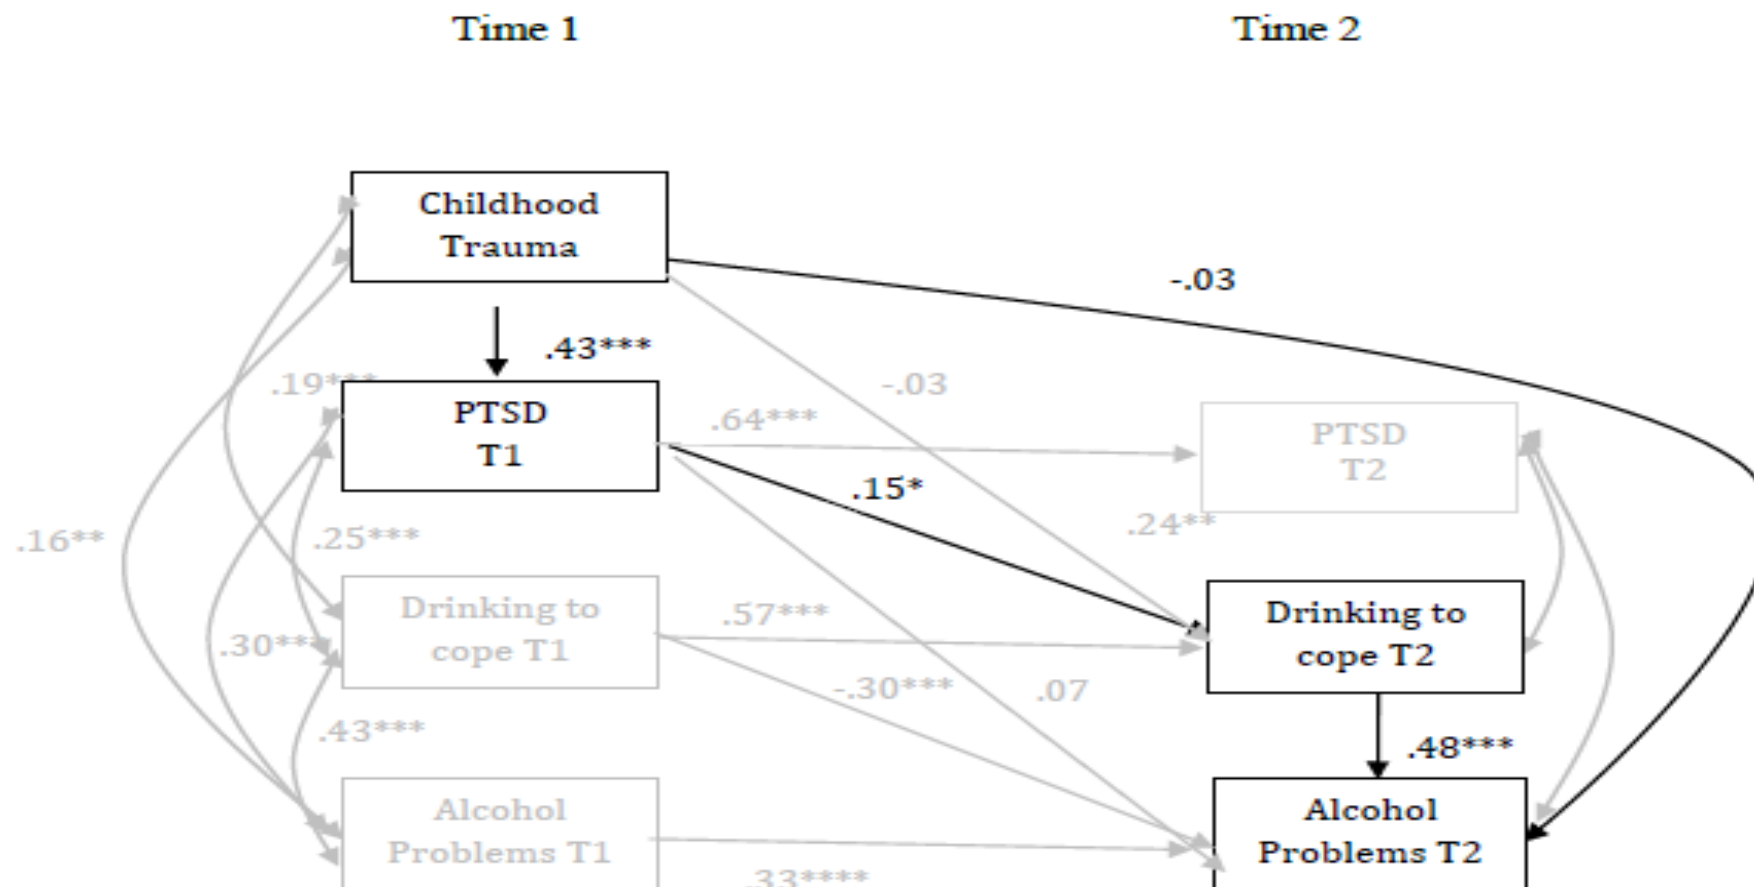 Time 1
Time 2
Childhood
Trauma
-.03
.43***
.19***
-.03
PTSD
T1
.64***
PTSD
T2
.15*
.24**
.16**
.25***
Drinking to
cope T1
.57***
Drinking to
cope T2
.30***
-.30***
.07
.43***
.48***
Alcohol
Problems T1
Alcohol
Problems T2
.33****